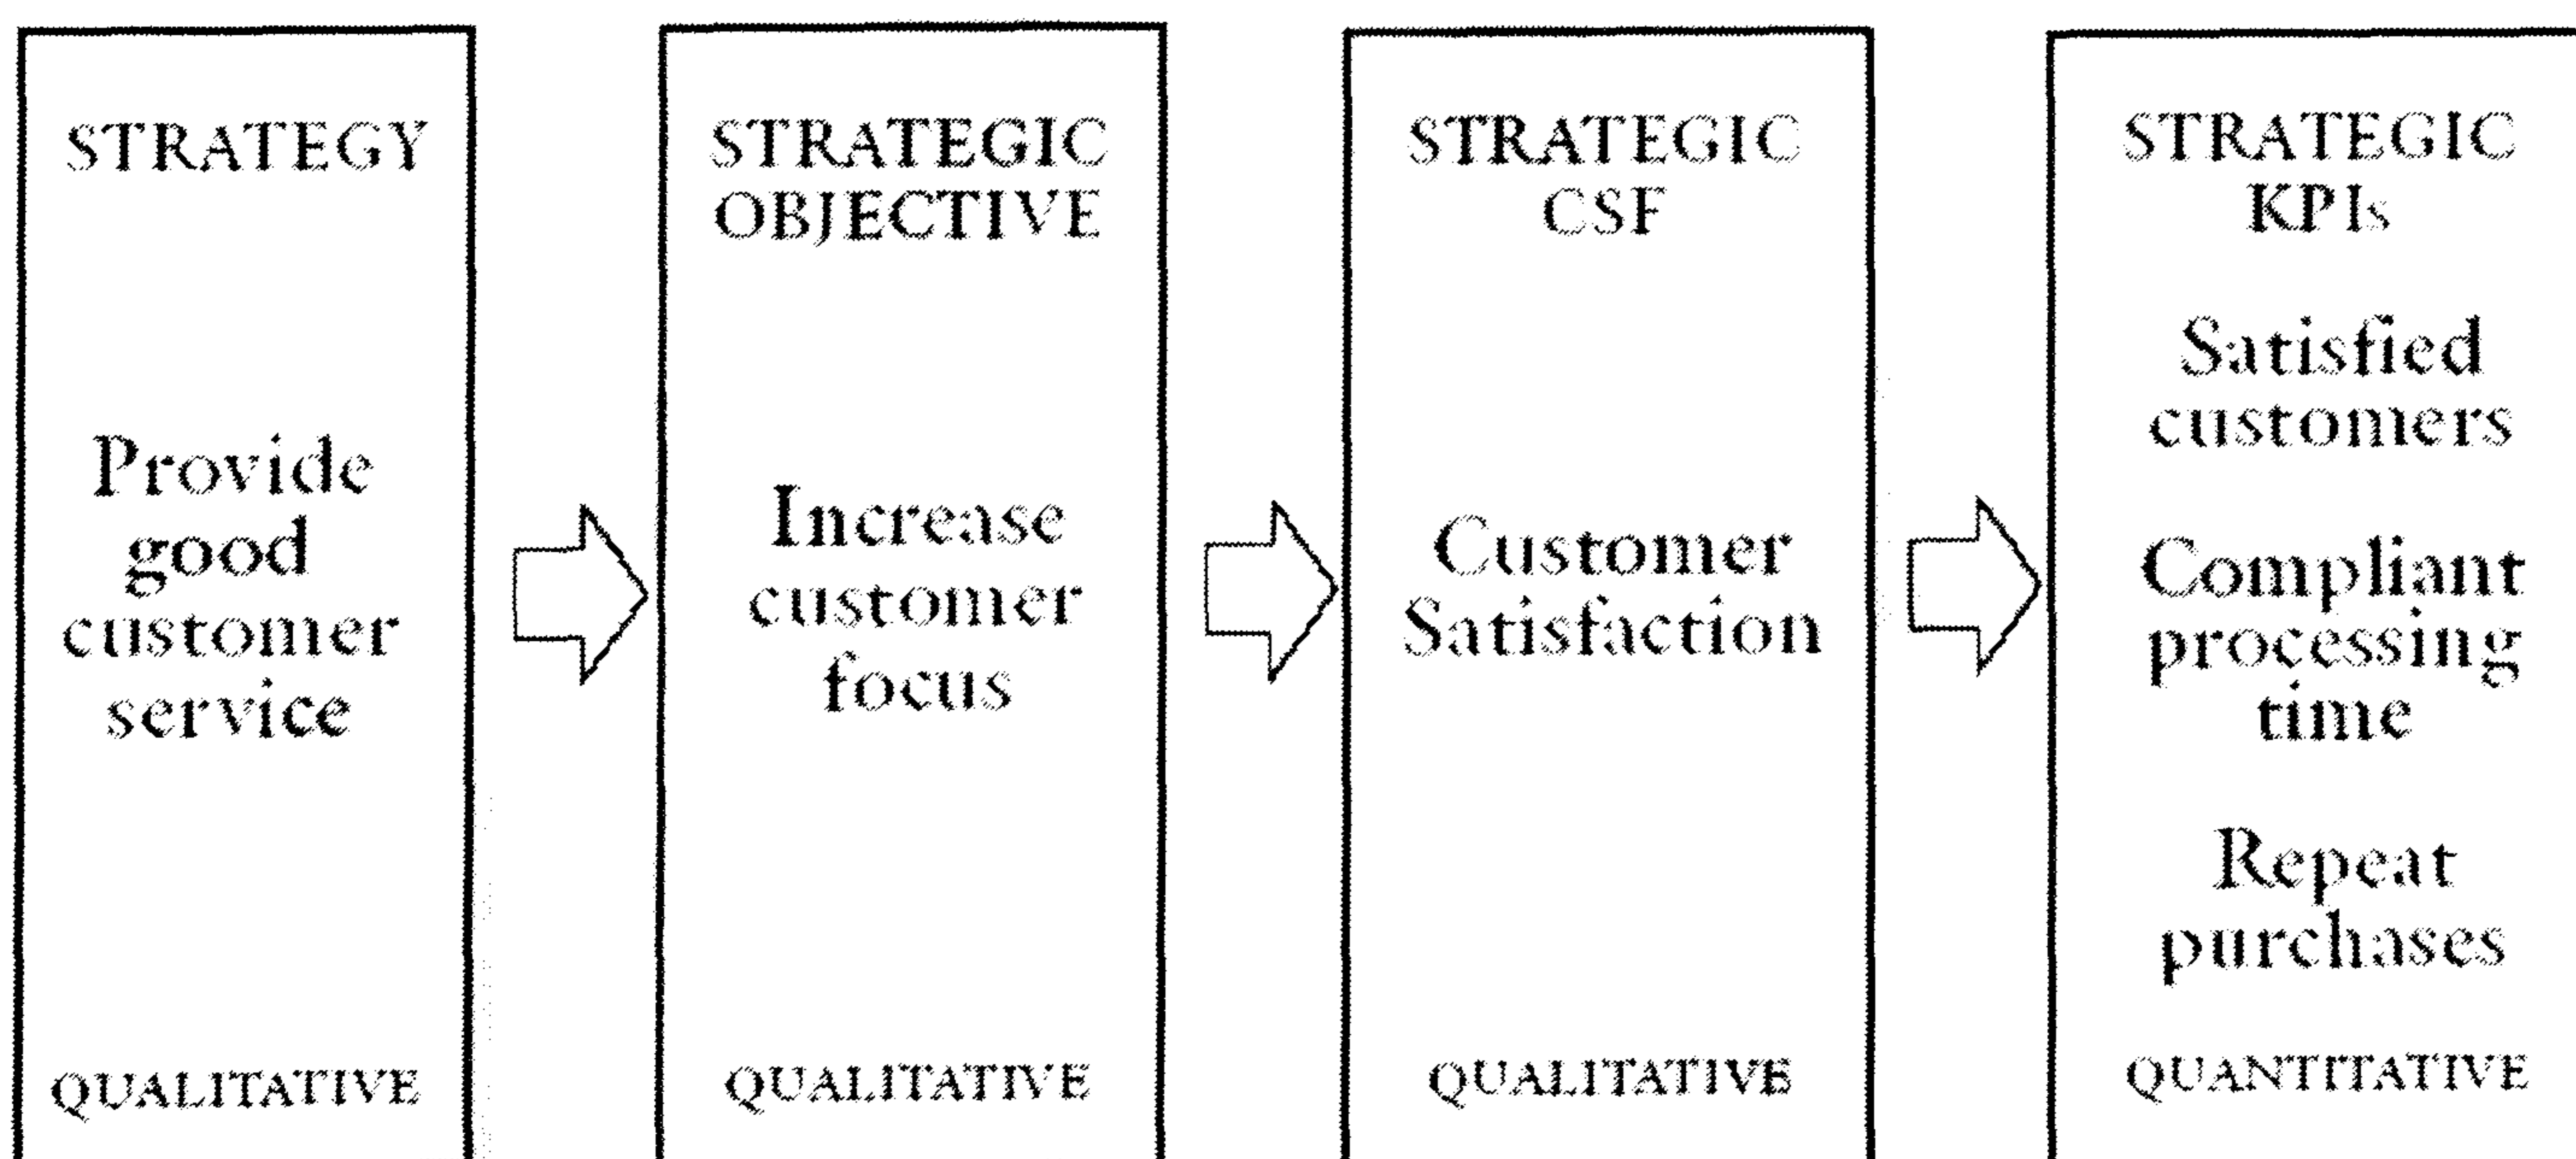 STRATEGY
Provide
good
customer
service
QUALITATIVE
STRATEGIC
OBJECTIVE
Increase
customer
focus
QUALITATIVE
STRATEGIC
CSF
Customer
Satisfaction
QUALITATIVE
STRATEGIC
KPIs
Satisfied
customers
Compliant
processing
time
Repeat
purchases
QUANTITATIVE